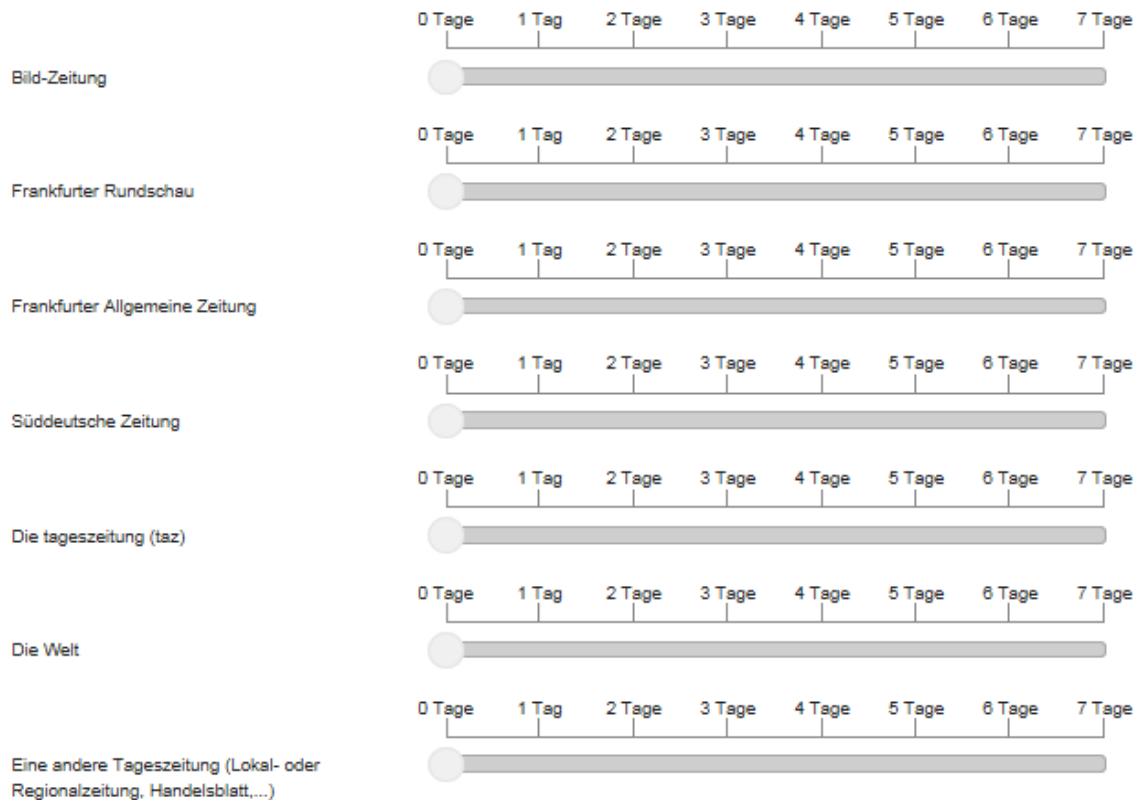 0 Tage 1 Tag 2 Tage 3 Tage 4 Tage 5 Tage 6 Tage 7 Tage
Bild-Zeitung
0 Tage 1 Tag 2 Tage 3 Tage 4 Tage 5 Tage 6 Tage 7 Tage
Frankfurter Rundschau
0 Tage 1 Tag 2 Tage 3 Tage 4 Tage 5 Tage 6 Tage 7 Tage
Frankfurter Allgemeine Zeitung
0 Tage 1 Tag 2 Tage 3 Tage 4 Tage 5 Tage 6 Tage 7 Tage
Süddeutsche Zeitung
0 Tage 1 Tag 2 Tage 3 Tage 4 Tage 5 Tage 6 Tage 7 Tage
Die tageszeitung (taz)
0 Tage 1 Tag 2 Tage 3 Tage 4 Tage 5 Tage 6 Tage 7 Tage
Die Welt
0 Tage 1 Tag 2 Tage 3 Tage 4 Tage 5 Tage 6 Tage 7 Tage
Eine andere Tageszeitung (Lokal- oder
Regionalzeitung, Handelsblatt,...)